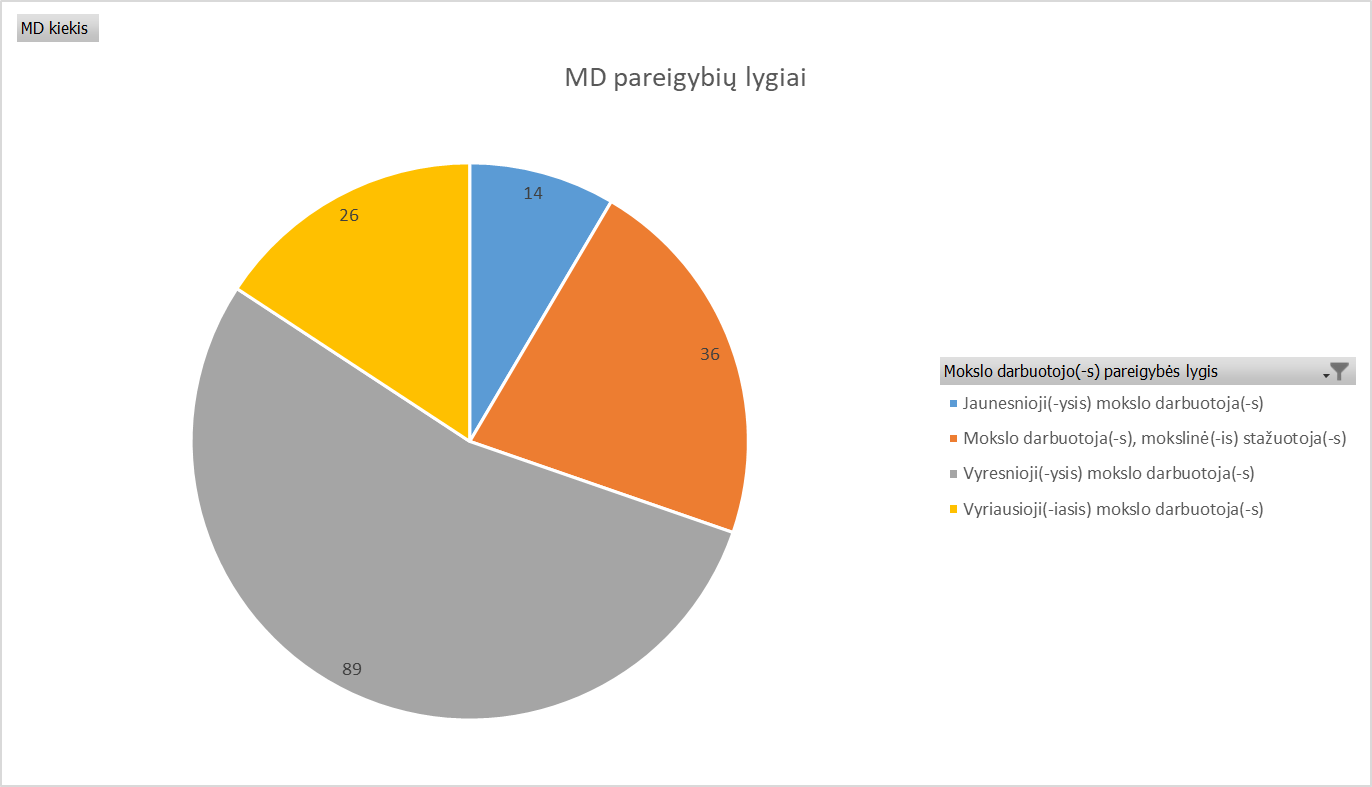 MD kiekis
MD pareigybių lygiai
14
26
36
89
Mokslo darbuotojo(-s) pareigybės lygis
Jaunesnioji(-ysis) mokslo darbuotoja(-s)
Mokslo darbuotoja(-s), mokslinė(-is) stažuotoja(-s)
Vyresnioji(-ysis) mokslo darbuotoja(-s)
Vyriausioji(-iasis) mokslo darbuotoja(-s)